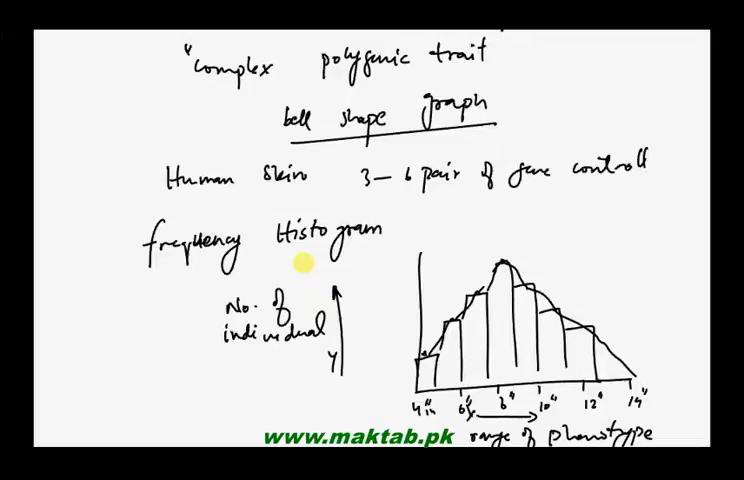 "complex polygenic trait
bell shape graph
Human Skin 3-6 pair of gene controll
frequency Histogram
No. of
individual
Y
4" 6" 8" 10" 12" 14"
x
range of phenotype
www.maktab.pk